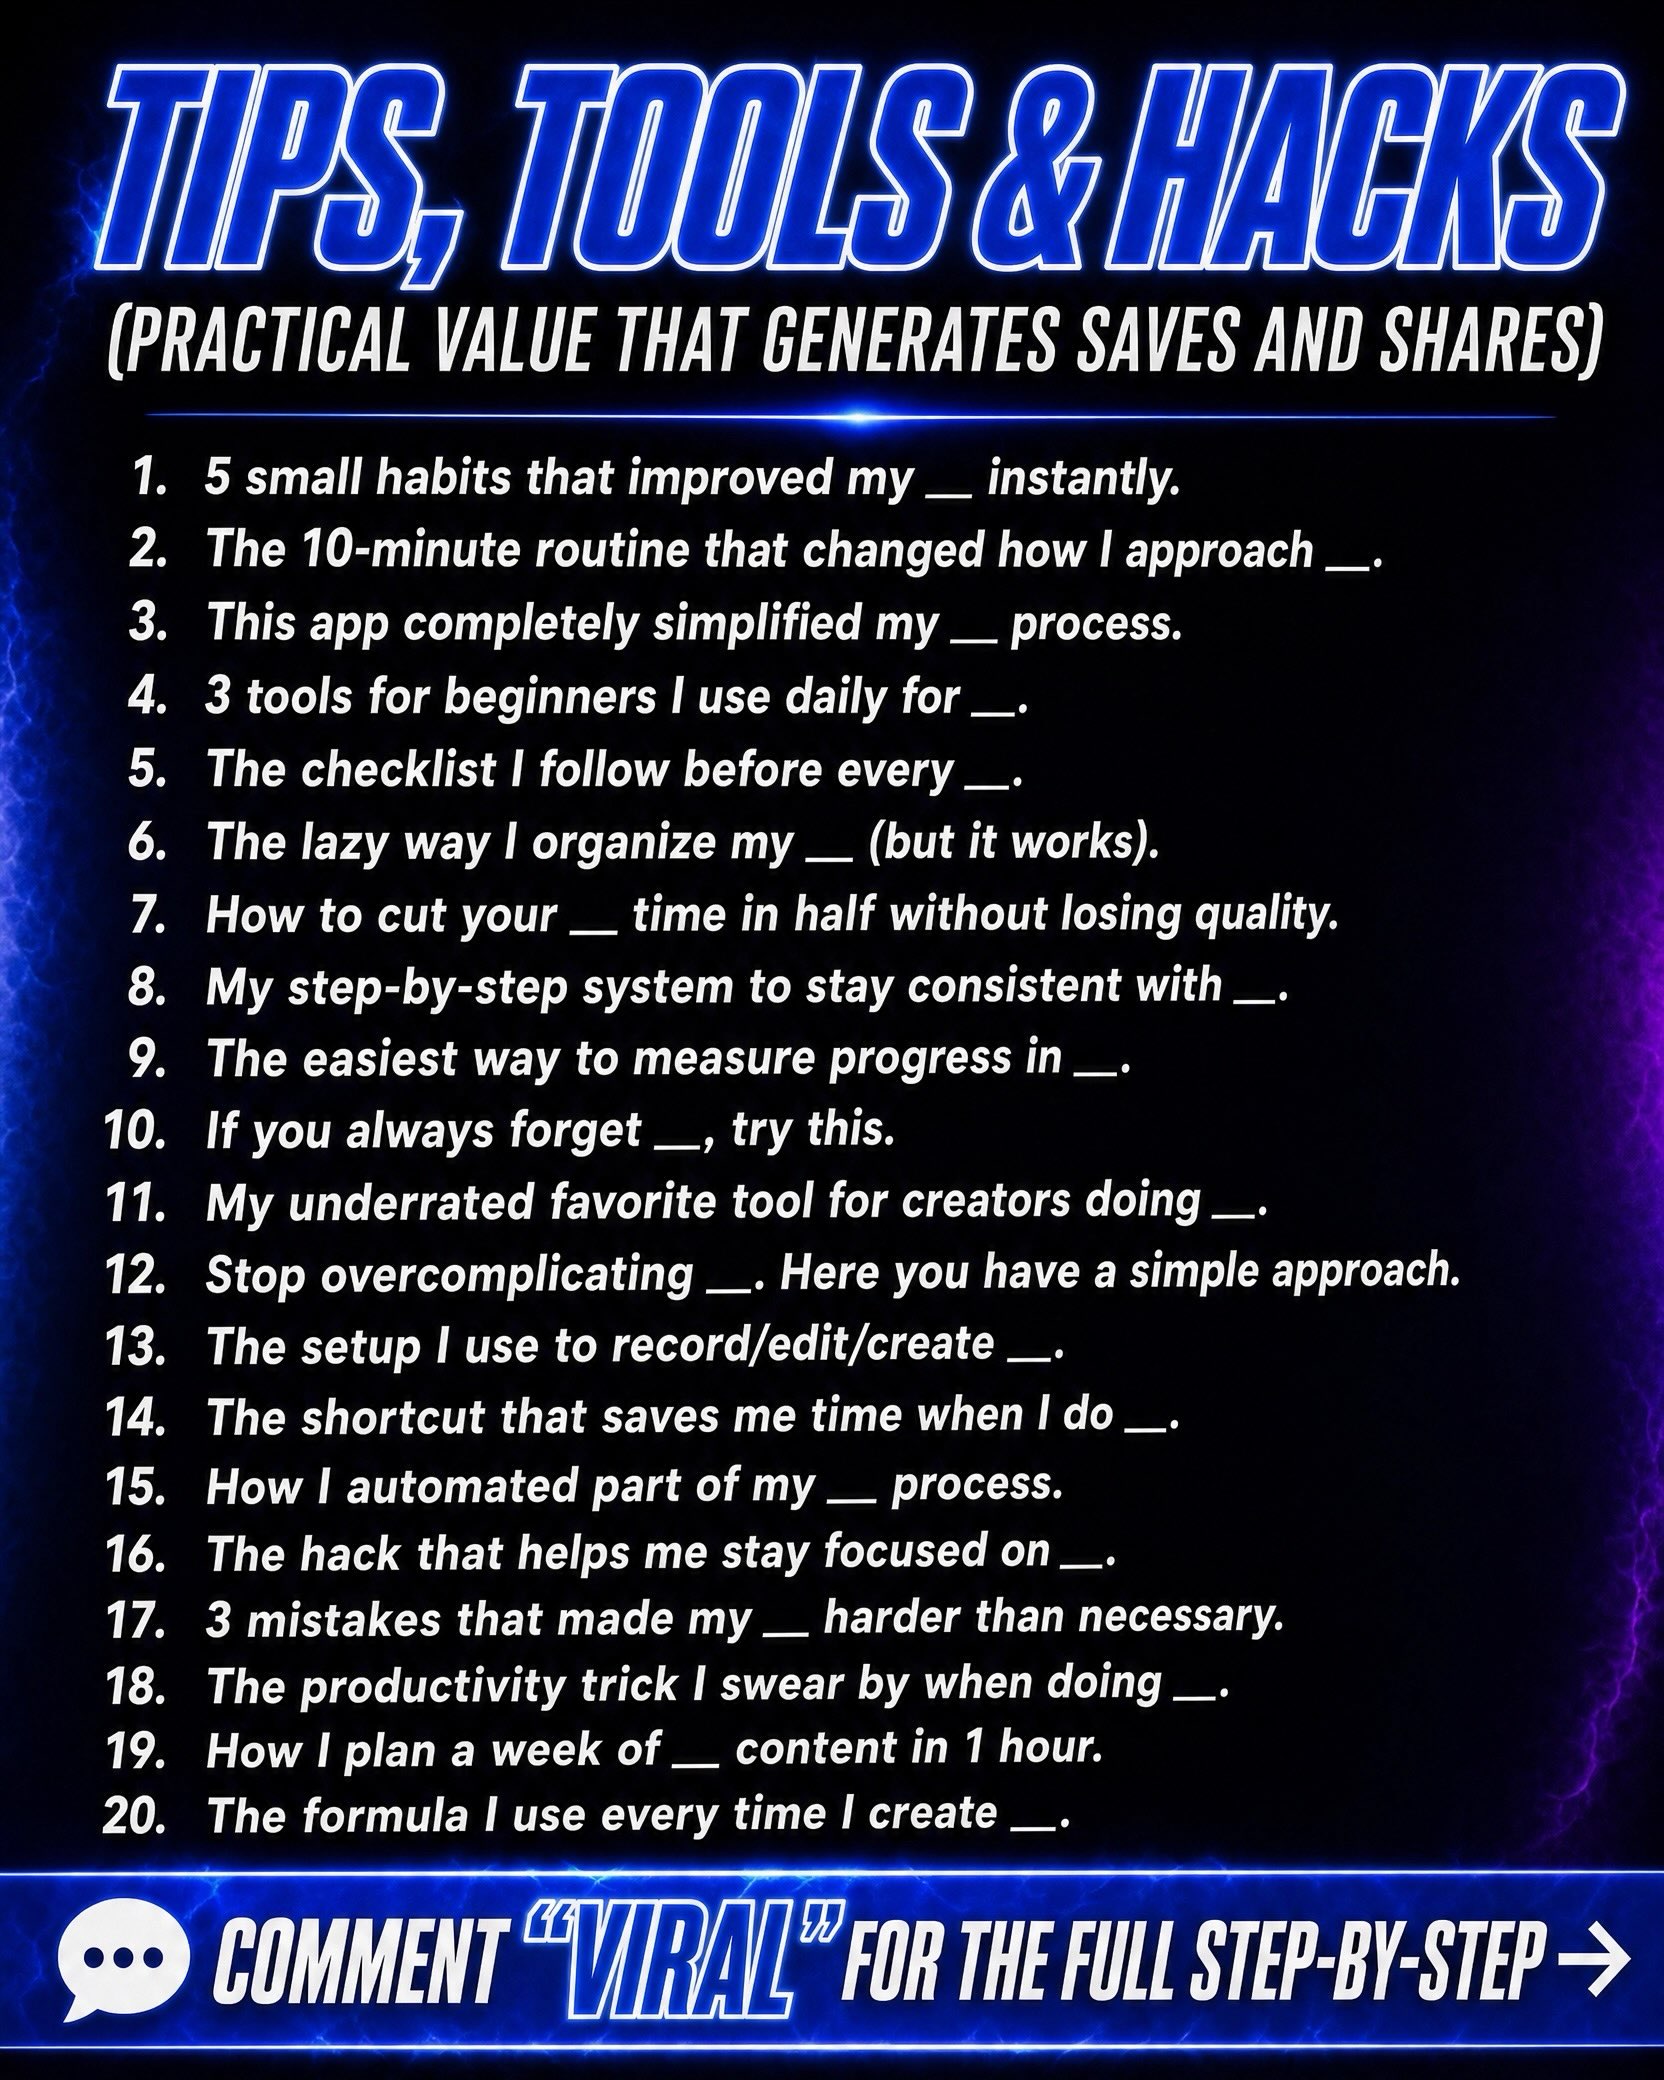 TIPS, TOOLS & HACKS
(PRACTICAL VALUE THAT GENERATES SAVES AND SHARES)
1. 5 small habits that improved my __ instantly.
2. The 10-minute routine that changed how I approach __.
3. This app completely simplified my __ process.
4. 3 tools for beginners I use daily for __.
5. The checklist I follow before every __.
6. The lazy way I organize my __ (but it works).
7. How to cut your __ time in half without losing quality.
8. My step-by-step system to stay consistent with __.
9. The easiest way to measure progress in __.
10. If you always forget __, try this.
11. My underrated favorite tool for creators doing __.
12. Stop overcomplicating __. Here you have a simple approach.
13. The setup I use to record/edit/create __.
14. The shortcut that saves me time when I do __.
15. How I automated part of my __ process.
16. The hack that helps me stay focused on __.
17. 3 mistakes that made my __ harder than necessary.
18. The productivity trick I swear by when doing __.
19. How I plan a week of __ content in 1 hour.
20. The formula I use every time I create __.
COMMENT “VIRAL” FOR THE FULL STEP-BY-STEP →